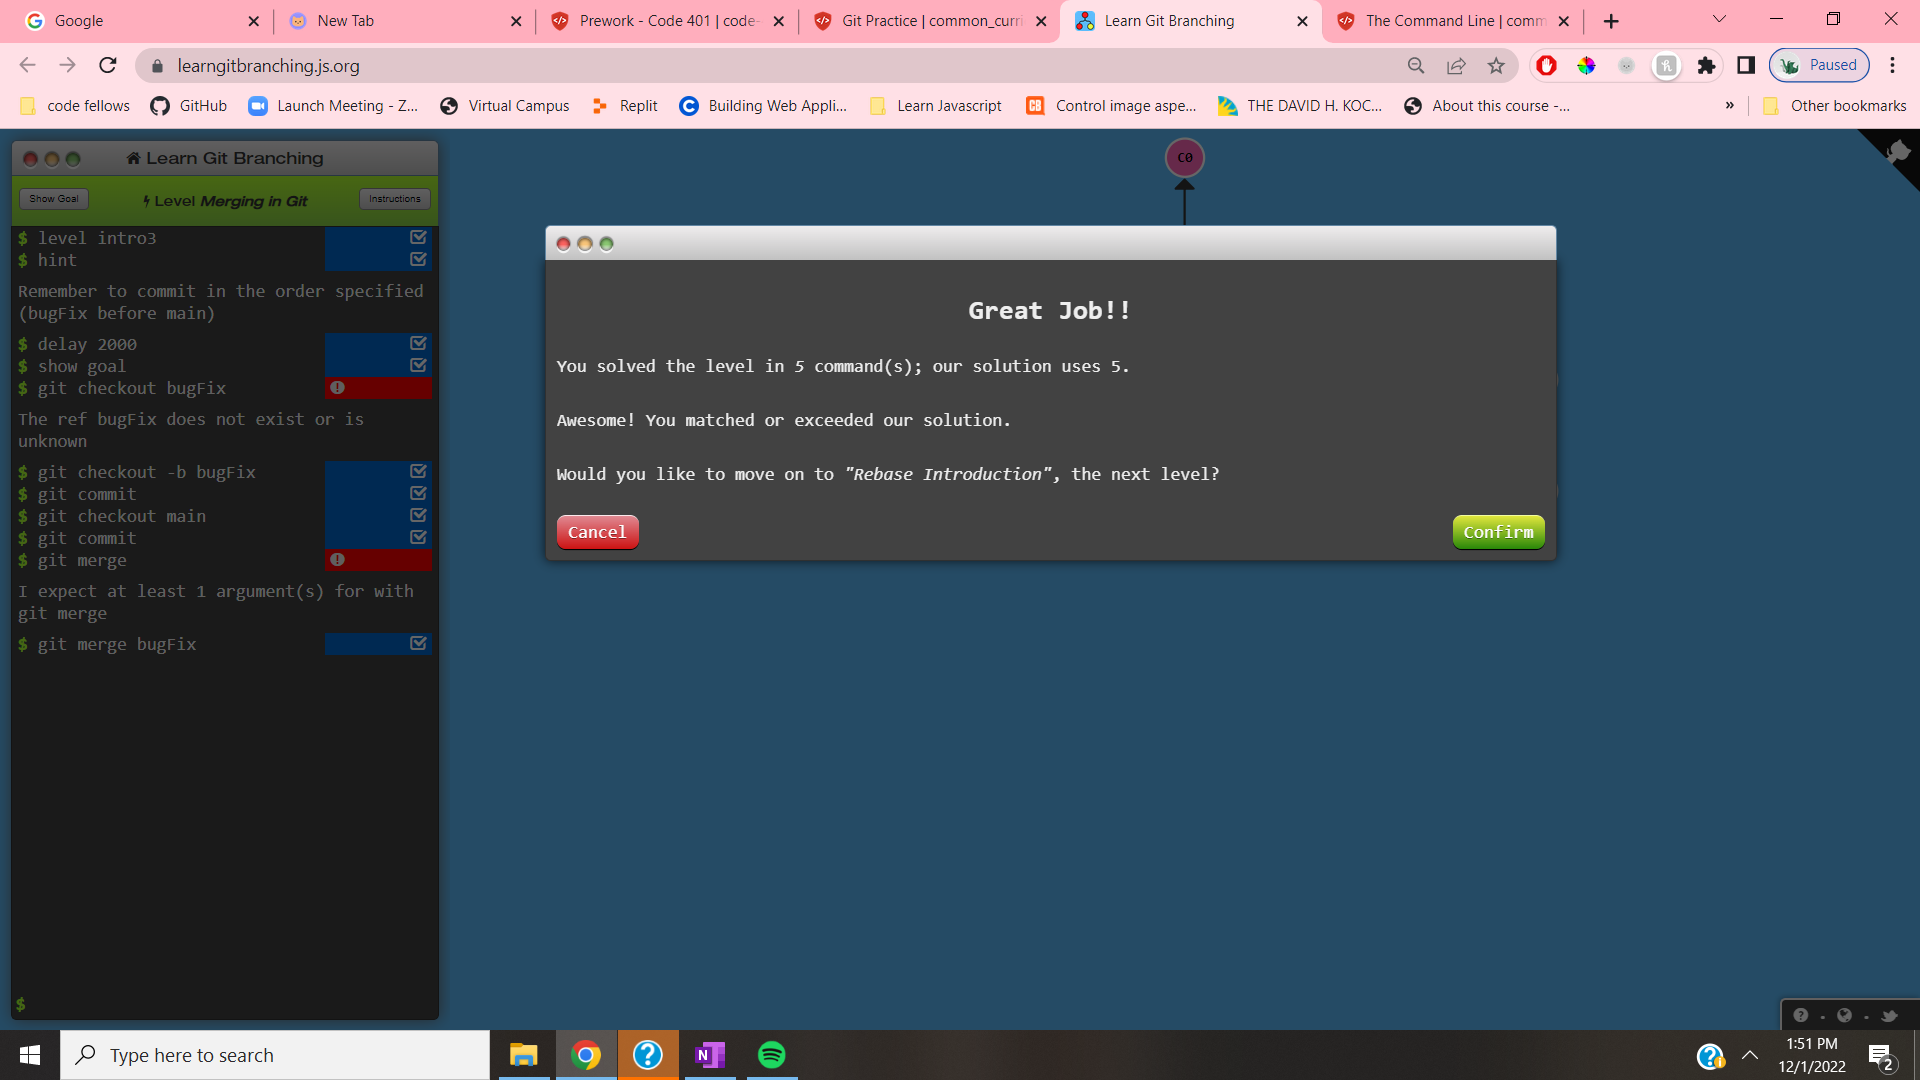 Google
New Tab
Prework - Code 401 | code-
Git Practice | common_curri
Learn Git Branching
The Command Line | comm
learngitbranching.js.org
Paused
code fellows
GitHub
Launch Meeting - Z...
Virtual Campus
Replit
Building Web Appli...
Learn Javascript
CB
Control image aspe...
THE DAVID H. KOC...
About this course -...
»
Other bookmarks
Learn Git Branching
Show Goal
Level Merging in Git
Instructions
$ level intro3
$ hint
Remember to commit in the order specified
(bugFix before main)
$ delay 2000
$ show goal
$ git checkout bugFix
The ref bugFix does not exist or is
unknown
$ git checkout -b bugFix
$ git commit
$ git checkout main
$ git commit
$ git merge
I expect at least 1 argument(s) for with
git merge
$ git merge bugFix
$
C0
Great Job!!
You solved the level in 5 command(s); our solution uses 5.
Awesome! You matched or exceeded our solution.
Would you like to move on to "Rebase Introduction", the next level?
Cancel
Confirm
Type here to search
N
1:51 PM
12/1/2022
2